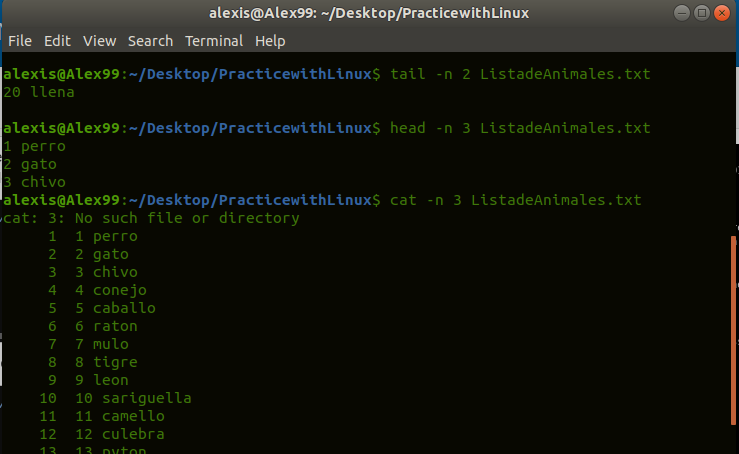 alexis@Alex99: ~/Desktop/PracticewithLinux
File Edit View Search Terminal Help
alexis@Alex99:~/Desktop/PracticewithLinux$ tail -n 2 ListadeAnimales.txt
20 llena
alexis@Alex99:~/Desktop/PracticewithLinux$ head -n 3 ListadeAnimales.txt
1 perro
2 gato
3 chivo
alexis@Alex99:~/Desktop/PracticewithLinux$ cat -n 3 ListadeAnimales.txt
cat: 3: No such file or directory
1 1 perro
2 2 gato
3 3 chivo
4 4 conejo
5 5 caballo
6 6 raton
7 7 mulo
8 8 tigre
9 9 leon
10 10 sariguella
11 11 camello
12 12 culebra
13 13 pyton